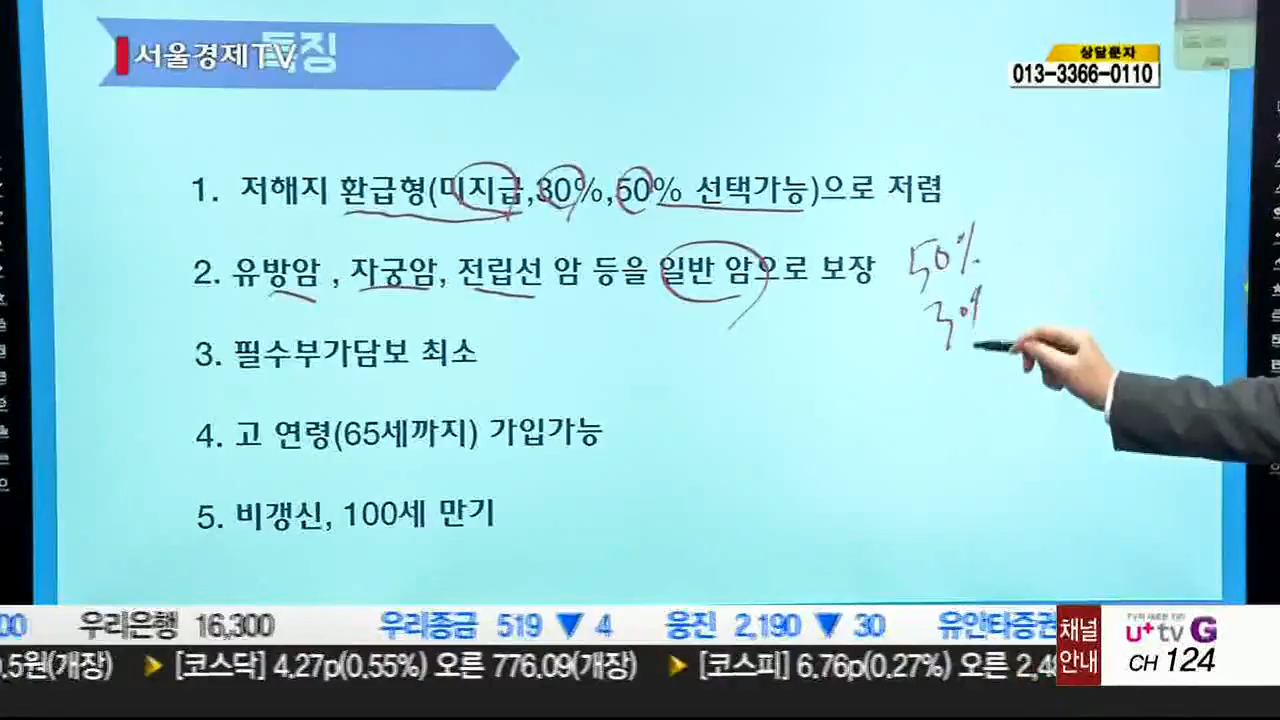 서울경제TV 특징
상담문자
013-3366-0110
1. 저해지 환급형(미지급,30%,50% 선택가능)으로 저렴
2. 유방암 , 자궁암, 전립선 암 등을 일반 암으로 보장
50%
3. 필수부가담보 최소
4. 고 연령(65세까지) 가입가능
5. 비갱신, 100세 만기
00 우리은행 16,300 우리종금 519 ▼ 4 웅진 2,190 ▼ 30 유안타증권
.5원(개장) ▶ [코스닥] 4.27p(0.55%) 오른 776.09(개장) ▶ [코스피] 6.76p(0.27%) 오른 2,4
채널
안내
U+tv G
CH 124